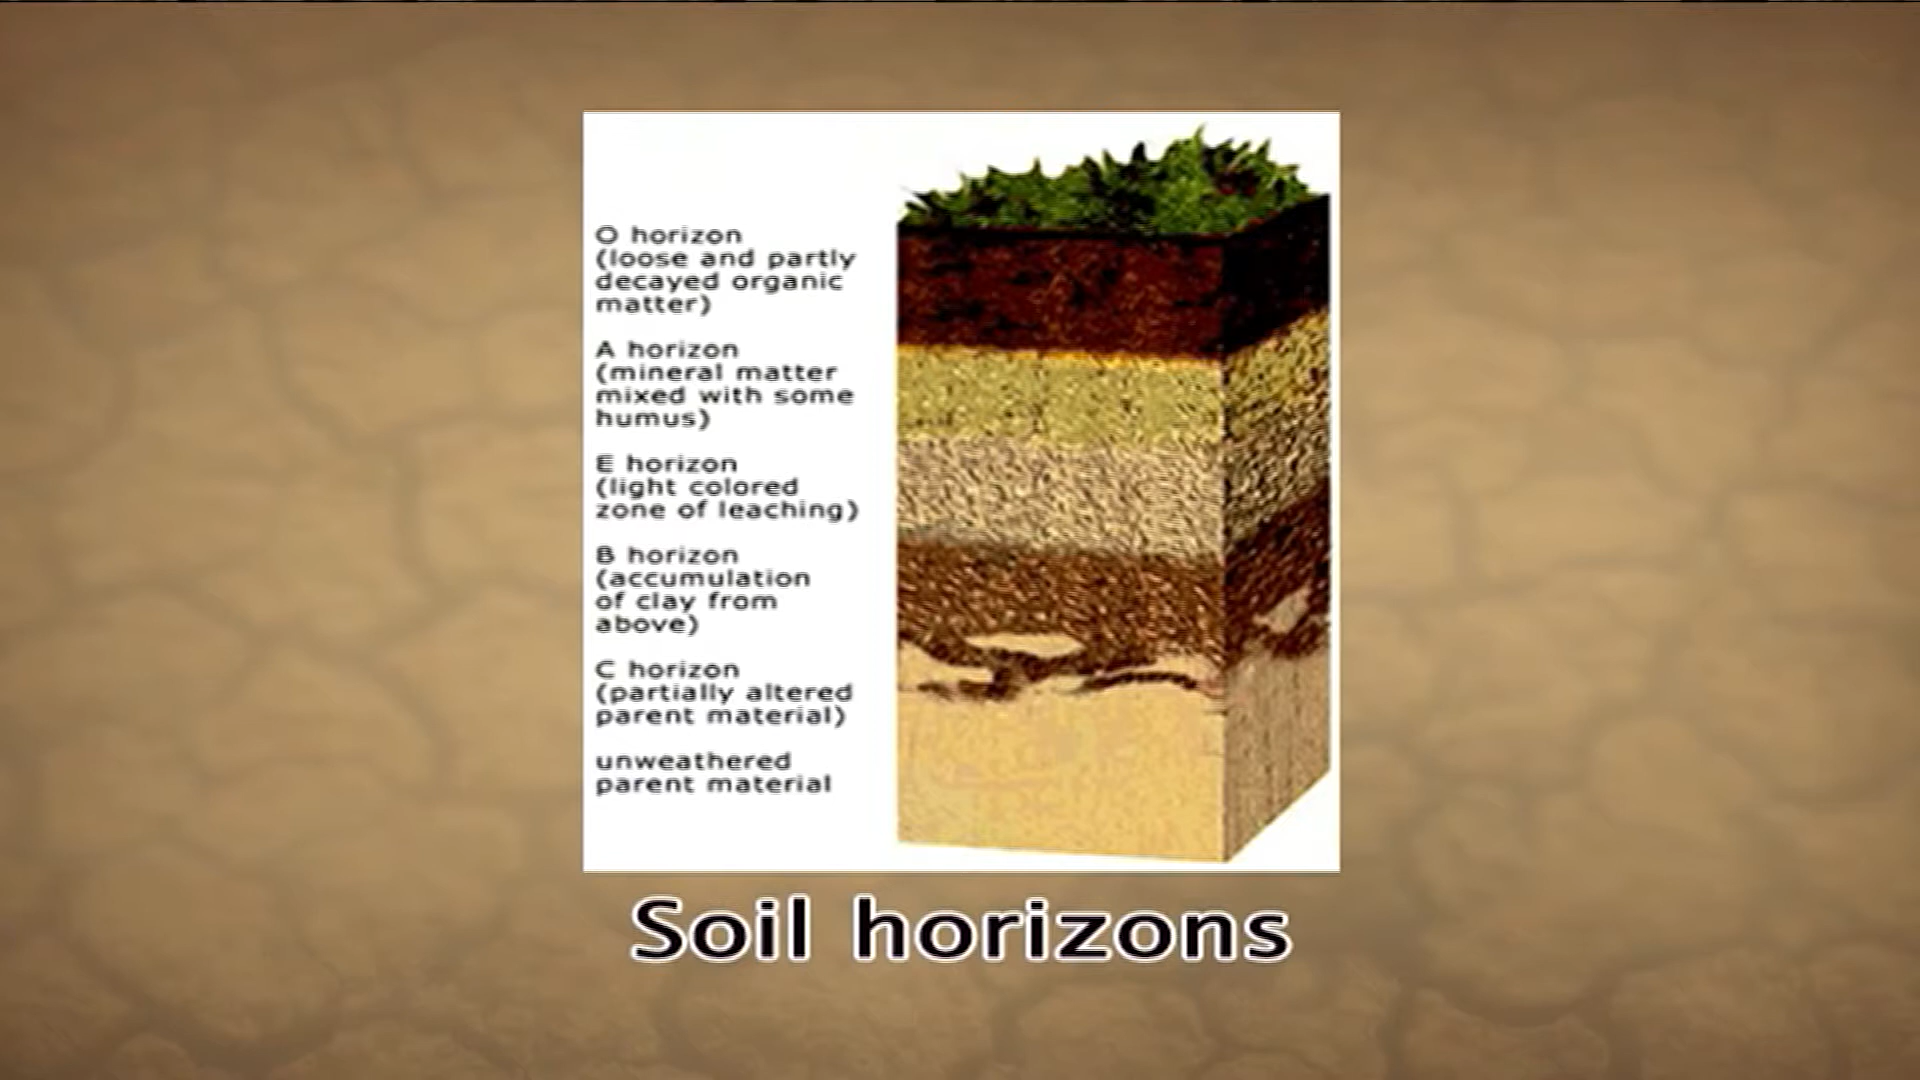 O horizon
(loose and partly
decayed organic
matter)
A horizon
(mineral matter
mixed with some
humus)
E horizon
(light colored
zone of leaching)
B horizon
(accumulation
of clay from
above)
C horizon
(partially altered
parent material)
unweathered
parent material
Soil horizons